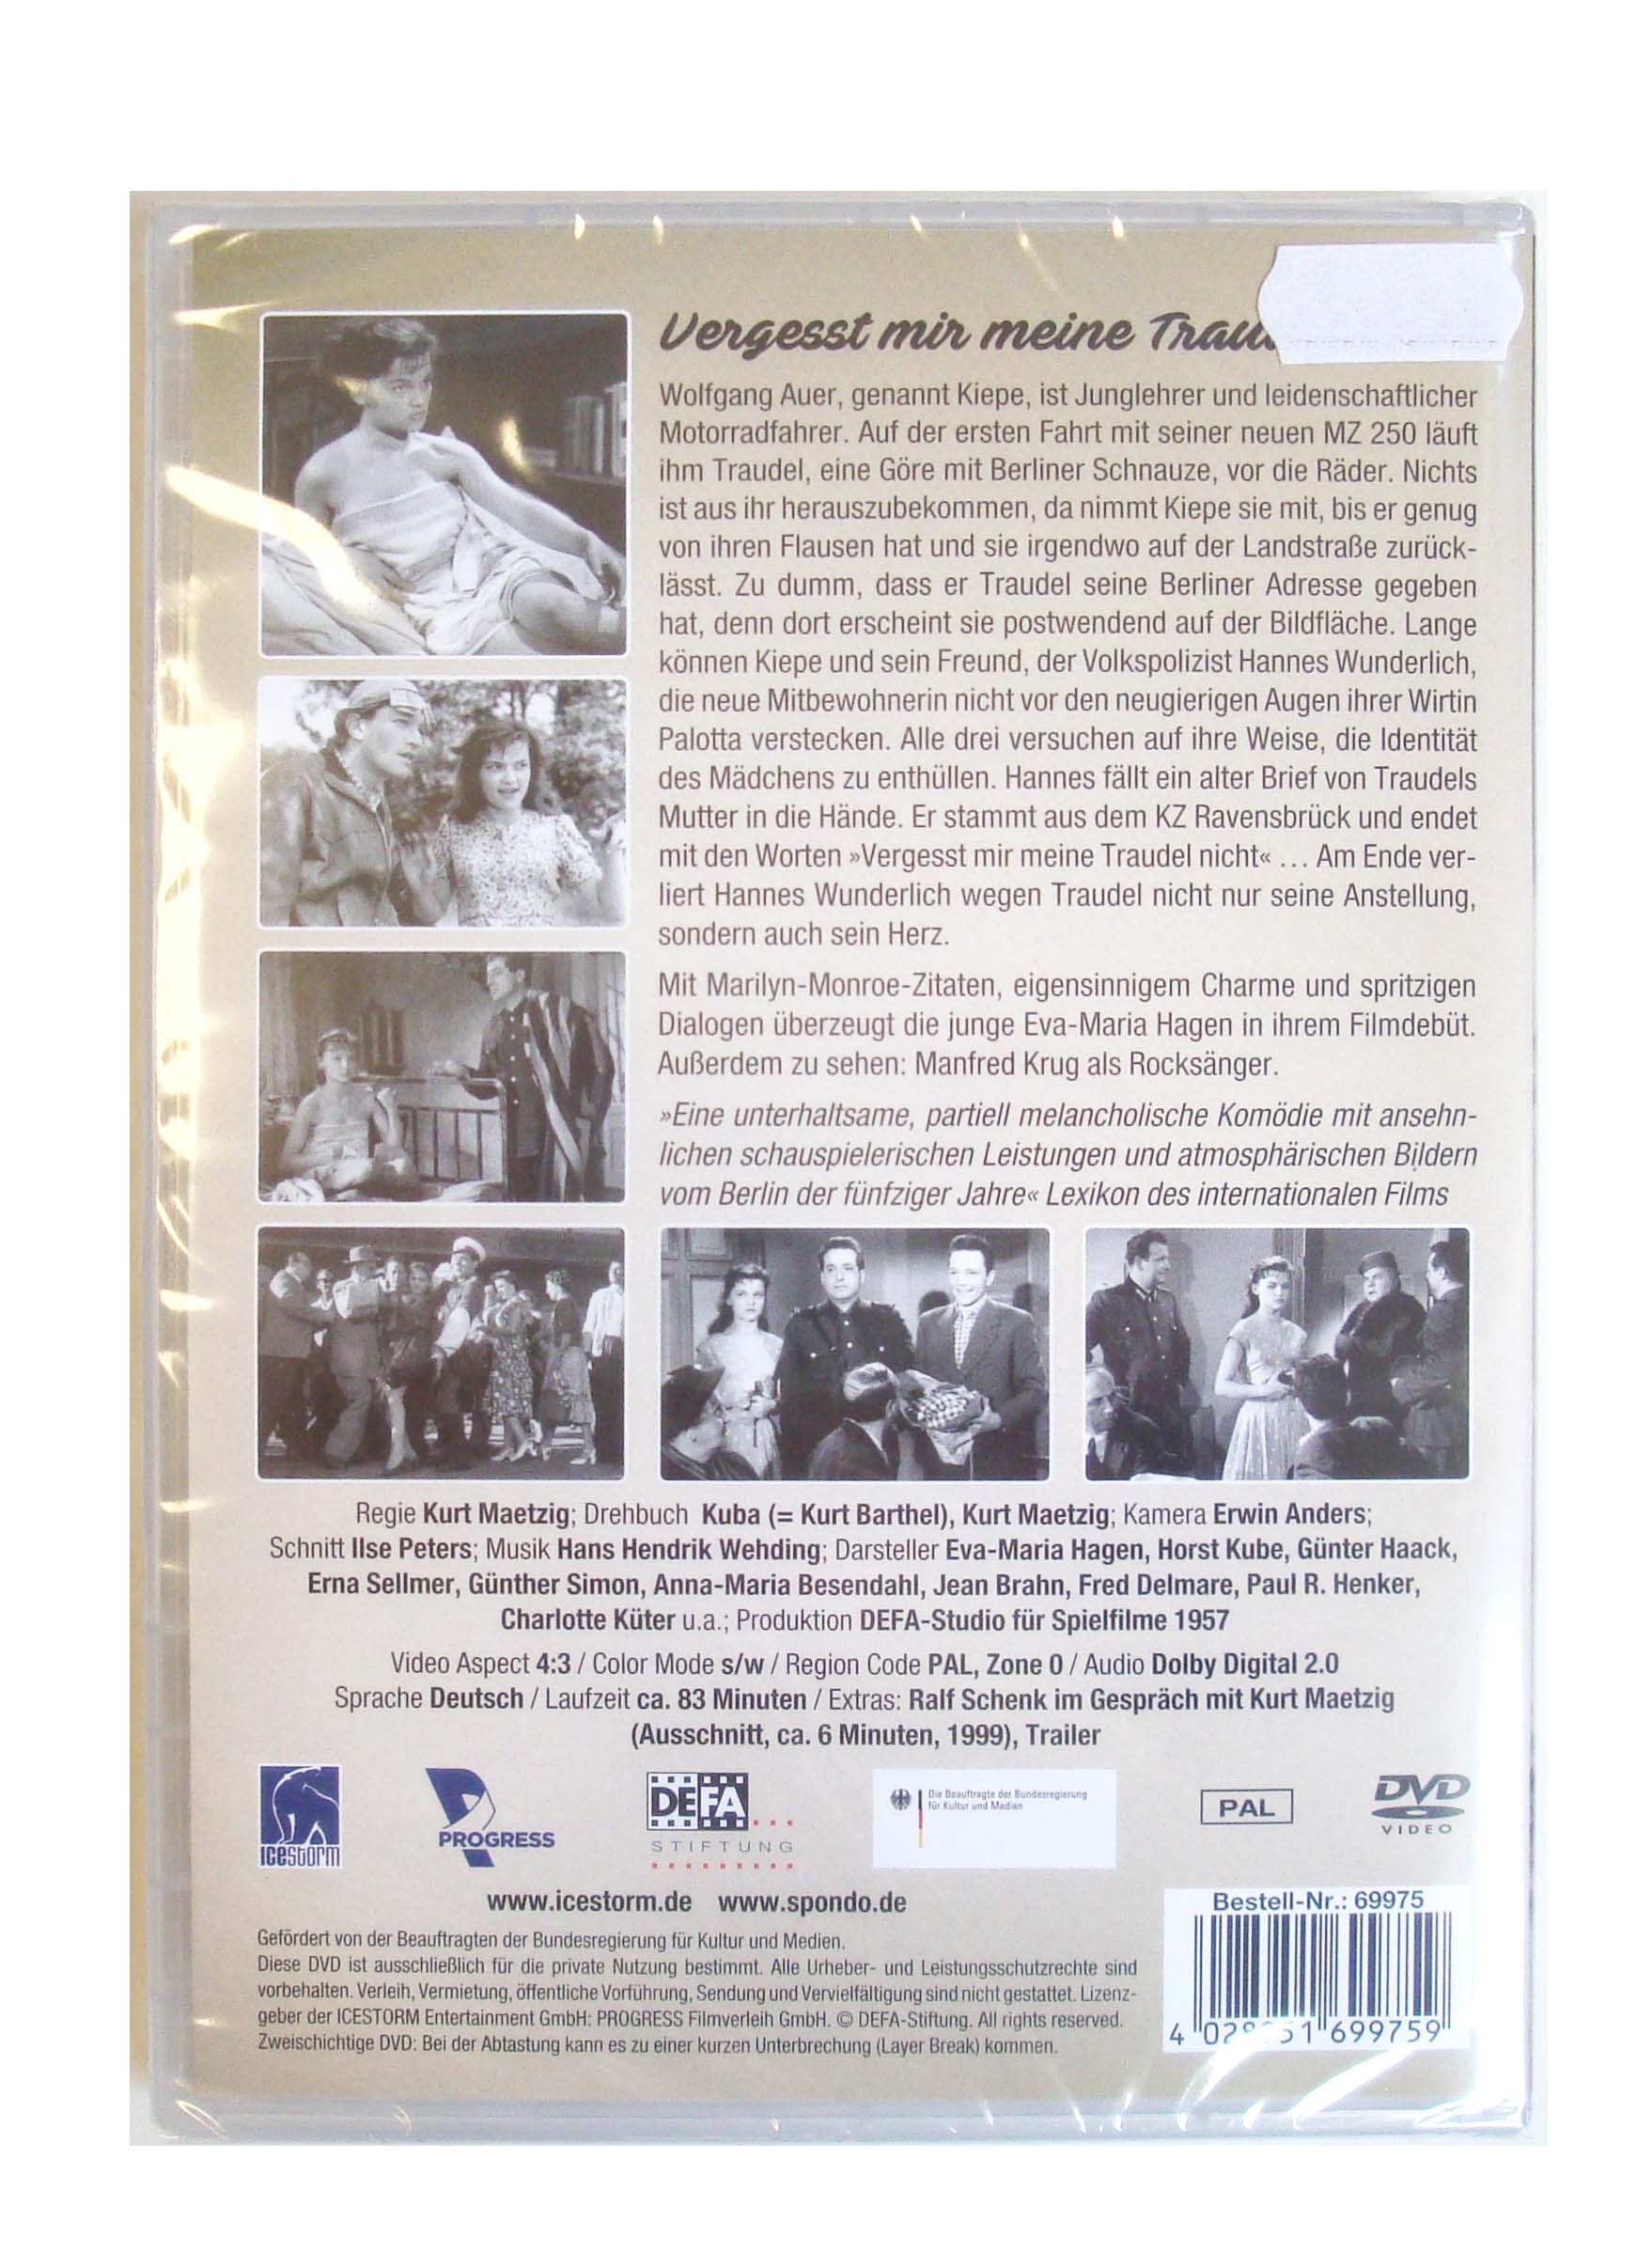 Vergesst mir meine
Wolfgang Auer, genannt Kiepe, ist Junglehrer und leidenschaftlicher
Motorradfahrer. Auf der ersten Fahrt mit seiner neuen MZ 250 läuft
ihm Traudel, eine Göre mit Berliner Schnauze, vor die Räder. Nichts
ist aus ihr herauszubekommen, da nimmt Kiepe sie mit, bis er genug
von ihren Flausen hat und sie irgendwo auf der Landstraße zurück-
lässt. Zu dumm, dass er Traudel seine Berliner Adresse gegeben
hat, denn dort erscheint sie postwendend auf der Bildfläche. Lange
können Kiepe und sein Freund, der Volkspolizist Hannes Wunderlich,
die neue Mitbewohnerin nicht vor den neugierigen Augen ihrer Wirtin
Palotta verstecken. Alle drei versuchen auf ihre Weise, die Identität
des Mädchens zu enthüllen. Hannes fällt ein alter Brief von Traudels
Mutter in die Hände. Er stammt aus dem KZ Ravensbrück und endet
mit den Worten »Vergesst mir meine Traudel nicht« ... Am Ende ver-
liert Hannes Wunderlich wegen Traudel nicht nur seine Anstellung,
sondern auch sein Herz.
Mit Marilyn-Monroe-Zitaten, eigensinnigem Charme und spritzigen
Dialogen überzeugt die junge Eva-Maria Hagen in ihrem Filmdebüt.
Außerdem zu sehen: Manfred Krug als Rocksänger.
»Eine unterhaltsame, partiell melancholische Komödie mit ansehn-
lichen schauspielerischen Leistungen und atmosphärischen Bildern
vom Berlin der fünfziger Jahre« Lexikon des internationalen Films
Regie Kurt Maetzig; Drehbuch Kuba (= Kurt Barthel), Kurt Maetzig; Kamera Erwin Anders;
Schnitt Ilse Peters; Musik Hans Hendrik Wehding; Darsteller Eva-Maria Hagen, Horst Kube, Günter Haack,
Erna Sellmer, Günther Simon, Anna-Maria Besendahl, Jean Brahn, Fred Delmare, Paul R. Henker,
Charlotte Küter u.a.; Produktion DEFA-Studio für Spielfilme 1957
Video Aspect 4:3 / Color Mode s/w / Region Code PAL, Zone 0 / Audio Dolby Digital 2.0
Sprache Deutsch / Laufzeit ca. 83 Minuten / Extras: Ralf Schenk im Gespräch mit Kurt Maetzig
(Ausschnitt, ca. 6 Minuten, 1999), Trailer
icestorm
PROGRESS
DEFA
STIFTUNG
Die Beauftragte der Bundesregierung
für Kultur und Medien
PAL
DVD
VIDEO
www.icestorm.de www.spondo.de
Bestell-Nr.: 69975
Gefördert von der Beauftragten der Bundesregierung für Kultur und Medien.
Diese DVD ist ausschließlich für die private Nutzung bestimmt. Alle Urheber- und Leistungsschutzrechte sind
vorbehalten. Verleih, Vermietung, öffentliche Vorführung, Sendung und Vervielfältigung sind nicht gestattet. Lizenz-
geber der ICESTORM Entertainment GmbH: PROGRESS Filmverleih GmbH. © DEFA-Stiftung. All rights reserved.
Zweischichtige DVD: Bei der Abtastung kann es zu einer kurzen Unterbrechung (Layer Break) kommen.
4 699759